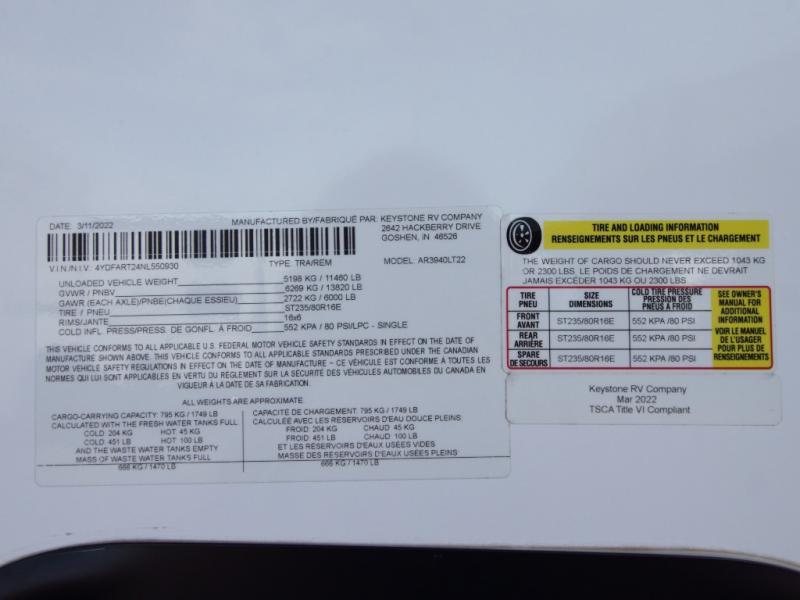 DATE: 3/11/2022
MANUFACTURED BY/FABRIQUÉ PAR: KEYSTONE RV COMPANY
2642 HACKBERRY DRIVE
GOSHEN, IN 46526
V.I.N./N.I.V: 4YDFART24NL550930
TYPE: TRA/REM
MODEL: AR3940LT22
UNLOADED VEHICLE WEIGHT 5198 KG / 11460 LB
GVWR / PNBV 6269 KG / 13820 LB
GAWR (EACH AXLE)/PNBE(CHAQUE ESSIEU) 2722 KG / 6000 LB
TIRE / PNEU ST235/80R16E
RIMS/JANTE 16x6
COLD INFL. PRESS/PRESS. DE GONFL. À FROID 552 KPA / 80 PSI/LPC - SINGLE
THIS VEHICLE CONFORMS TO ALL APPLICABLE U.S. FEDERAL MOTOR VEHICLE SAFETY STANDARDS IN EFFECT ON THE DATE OF
MANUFACTURE SHOWN ABOVE. THIS VEHICLE CONFORMS TO ALL APPLICABLE STANDARDS PRESCRIBED UNDER THE CANADIAN
MOTOR VEHICLE SAFETY REGULATIONS IN EFFECT ON THE DATE OF MANUFACTURE - CE VÉHICULE EST CONFORME A TOUTES LES
NORMES QUI LUI SONT APPLICABLES EN VERTU DU RÈGLEMENT SUR LA SÉCURITÉ DES VÉHICULES AUTOMOBILES DU CANADA EN
VIGUEUR À LA DATE DE SA FABRICATION.
ALL WEIGHTS ARE APPROXIMATE.
CARGO-CARRYING CAPACITY: 795 KG / 1749 LB
CALCULATED WITH THE FRESH WATER TANKS FULL
COLD: 204 KG HOT: 45 KG
COLD: 451 LB HOT: 100 LB
AND THE WASTE WATER TANKS EMPTY
MASS OF WASTE WATER TANKS FULL
666 KG / 1470 LB
CAPACITÉ DE CHARGEMENT: 795 KG / 1749 LB
CALCULÉE AVEC LES RÉSERVOIRS D'EAU DOUCE PLEINS
FROID: 204 KG CHAUD: 45 KG
FROID: 451 LB CHAUD: 100 LB
ET LES RÉSERVOIRS D'EAUX USÉES VIDES
MASSE DES RÉSERVOIRS D'EAUX USÉES PLEINS
666 KG / 1470 LB
TIRE AND LOADING INFORMATION
RENSEIGNEMENTS SUR LES PNEUS ET LE CHARGEMENT
THE WEIGHT OF CARGO SHOULD NEVER EXCEED 1043 KG
OR 2300 LBS. LE POIDS DE CHARGEMENT NE DEVRAIT
JAMAIS EXCÉDER 1043 KG OU 2300 LBS.
TIRE
PNEU
SIZE
DIMENSIONS
COLD TIRE PRESSURE
PRESSION DES
PNEUS À FROID
SEE OWNER'S
MANUAL FOR
ADDITIONAL
INFORMATION
VOIR LE MANUEL
DE L'USAGER
POUR PLUS DE
RENSEIGNEMENTS
FRONT
AVANT
ST235/80R16E
552 KPA /80 PSI
REAR
ARRIÈRE
ST235/80R16E
552 KPA /80 PSI
SPARE
DE SECOURS
ST235/80R16E
552 KPA /80 PSI
Keystone RV Company
Mar 2022
TSCA Title VI Compliant